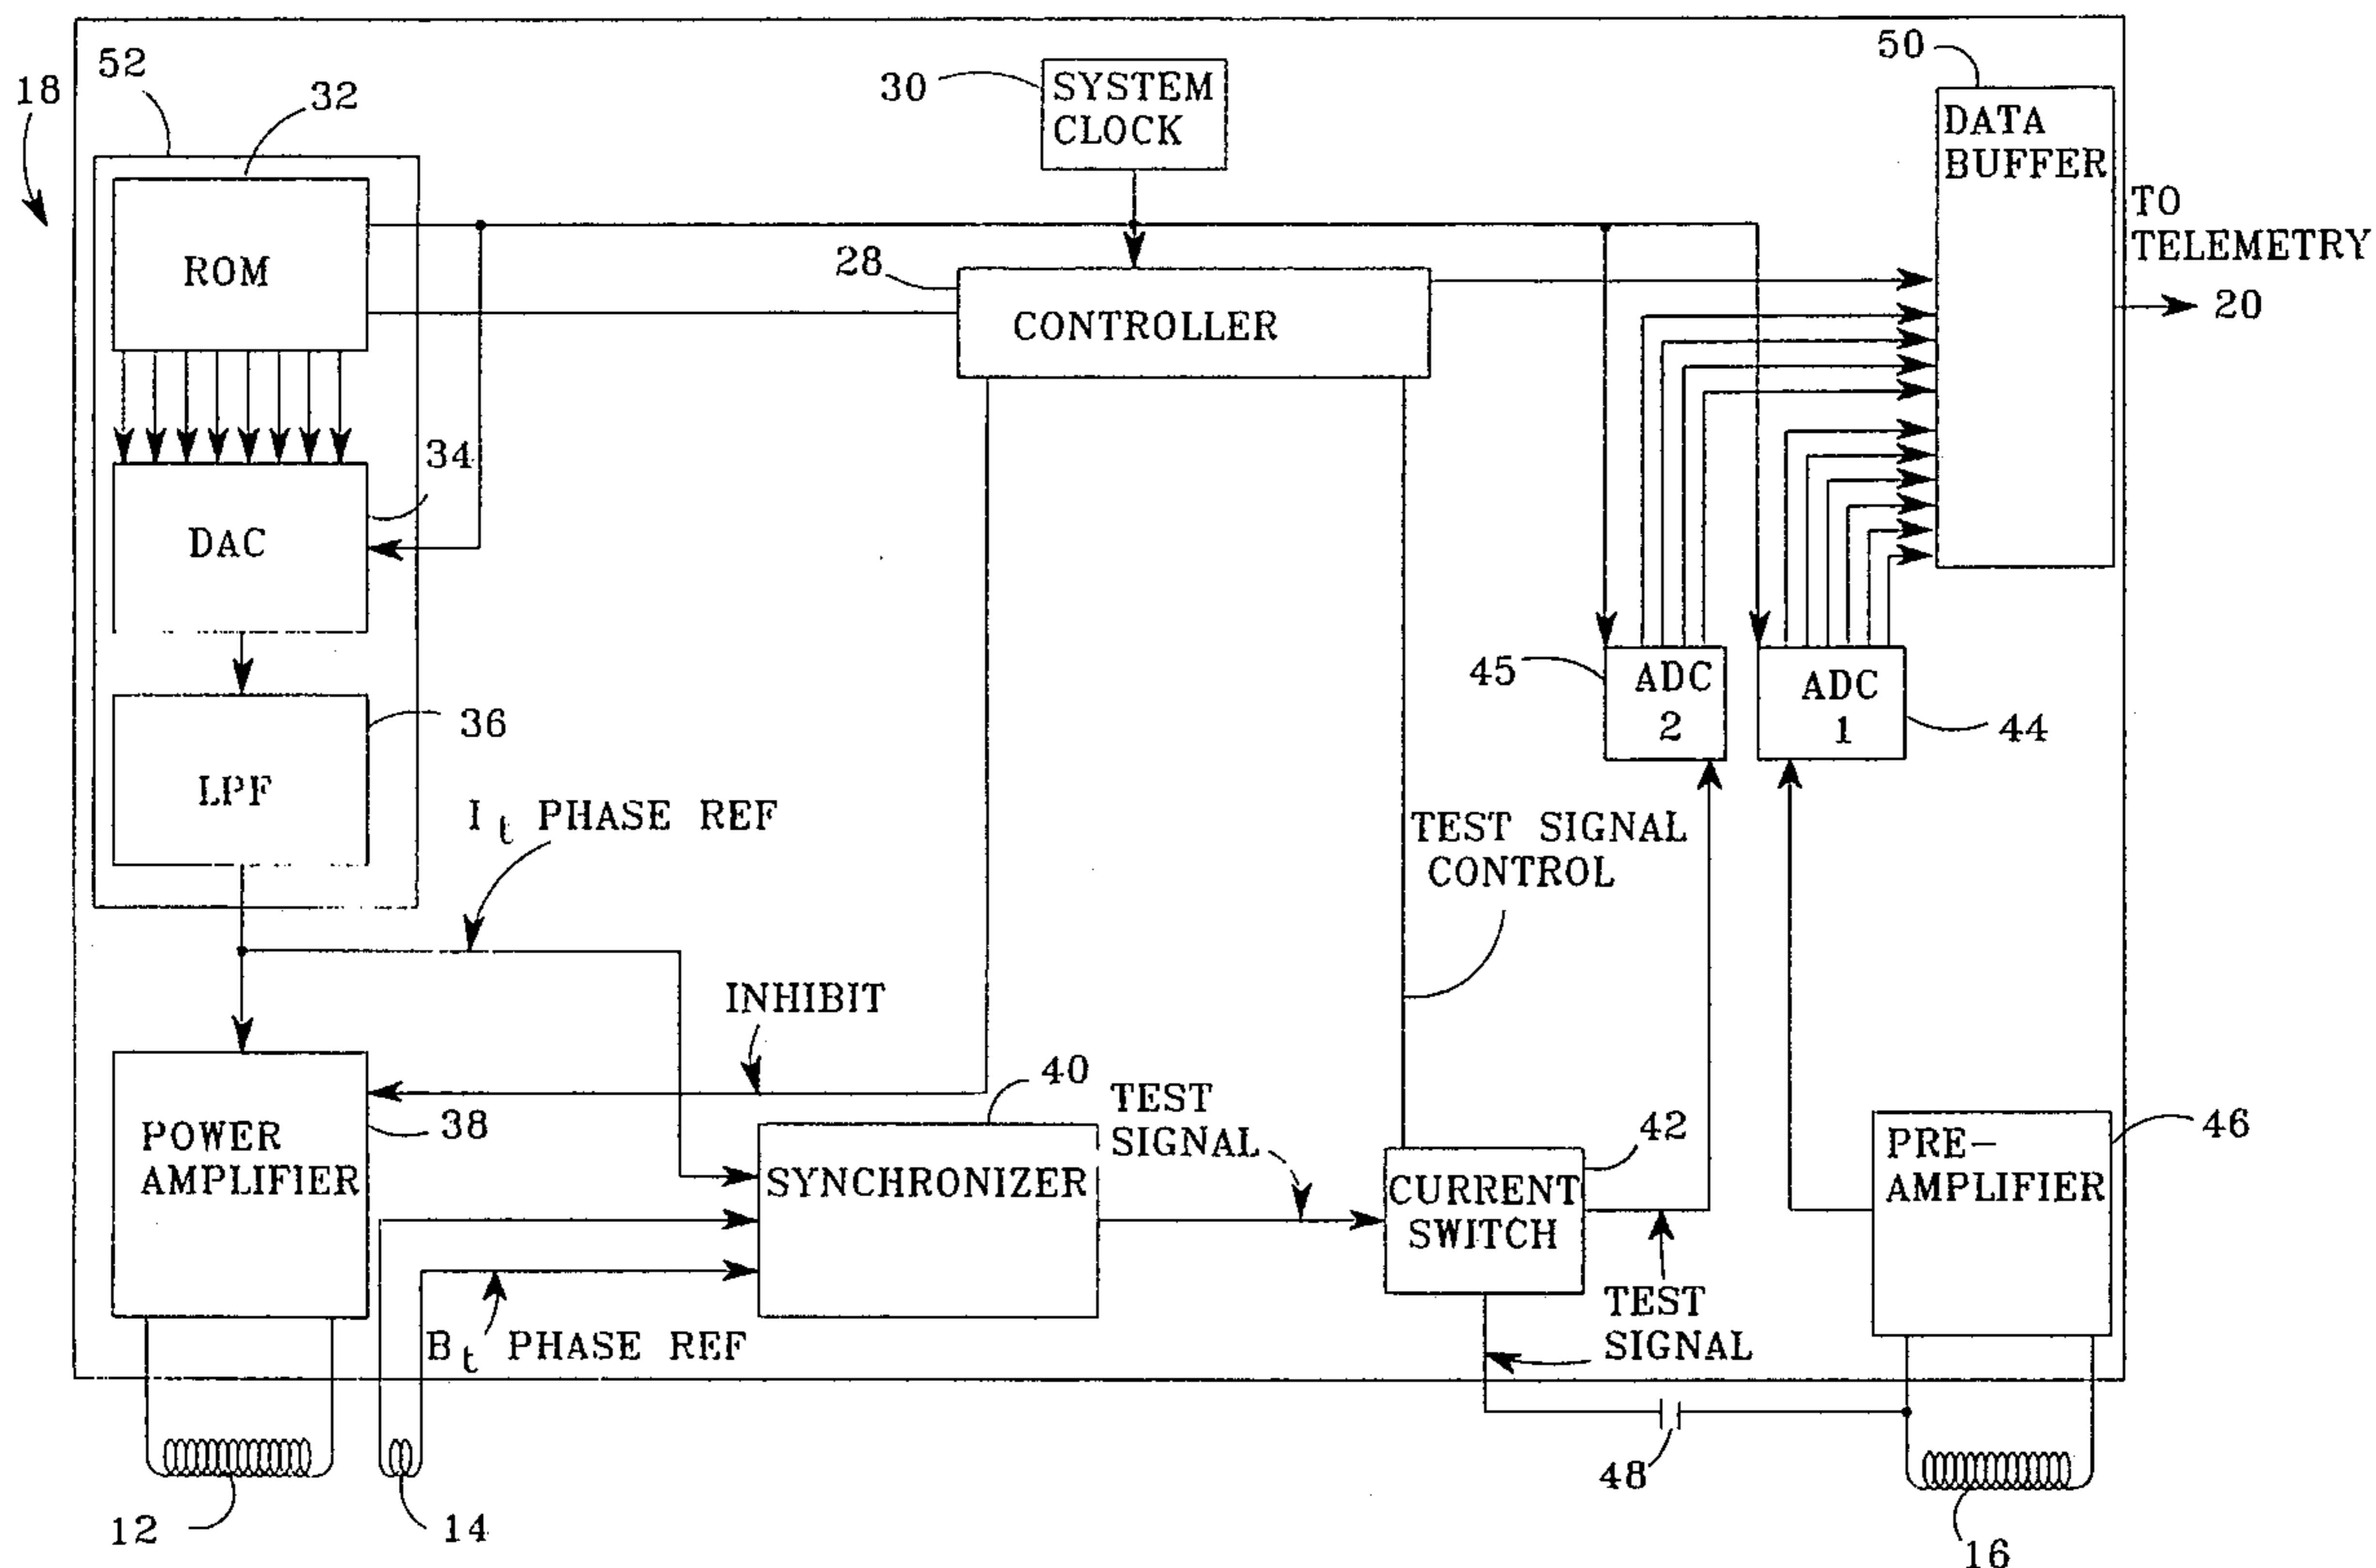 52
18
32
30
SYSTEM
CLOCK
50
DATA
BUFFER
TO
TELEMETRY
20
ROM
28
CONTROLLER
34
DAC
45
ADC
2
ADC
1
44
36
LPF
I t PHASE REF
TEST SIGNAL
CONTROL
INHIBIT
POWER
AMPLIFIER
38
40
SYNCHRONIZER
TEST
SIGNAL
42
CURRENT
SWITCH
46
PRE-
AMPLIFIER
B t PHASE REF
TEST
SIGNAL
12
14
48
16